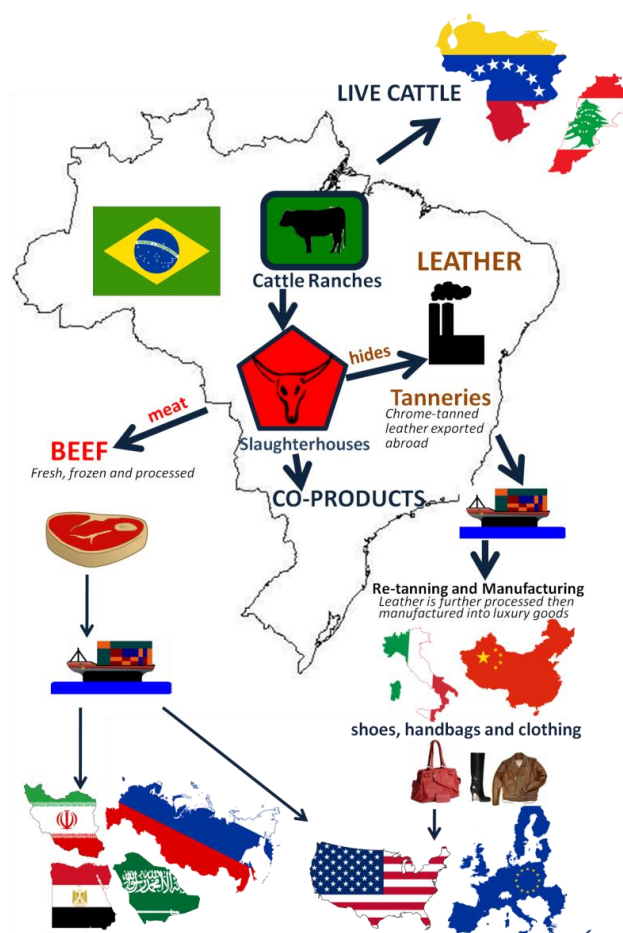 LIVE CATTLE
Cattle Ranches
LEATHER
hides
Tanneries
Chrome-tanned
leather exported
abroad
meat
BEEF
Fresh, frozen and processed
Slaughterhouses
CO-PRODUCTS
Re-tanning and Manufacturing
Leather is further processed then
manufactured into luxury goods
shoes, handbags and clothing